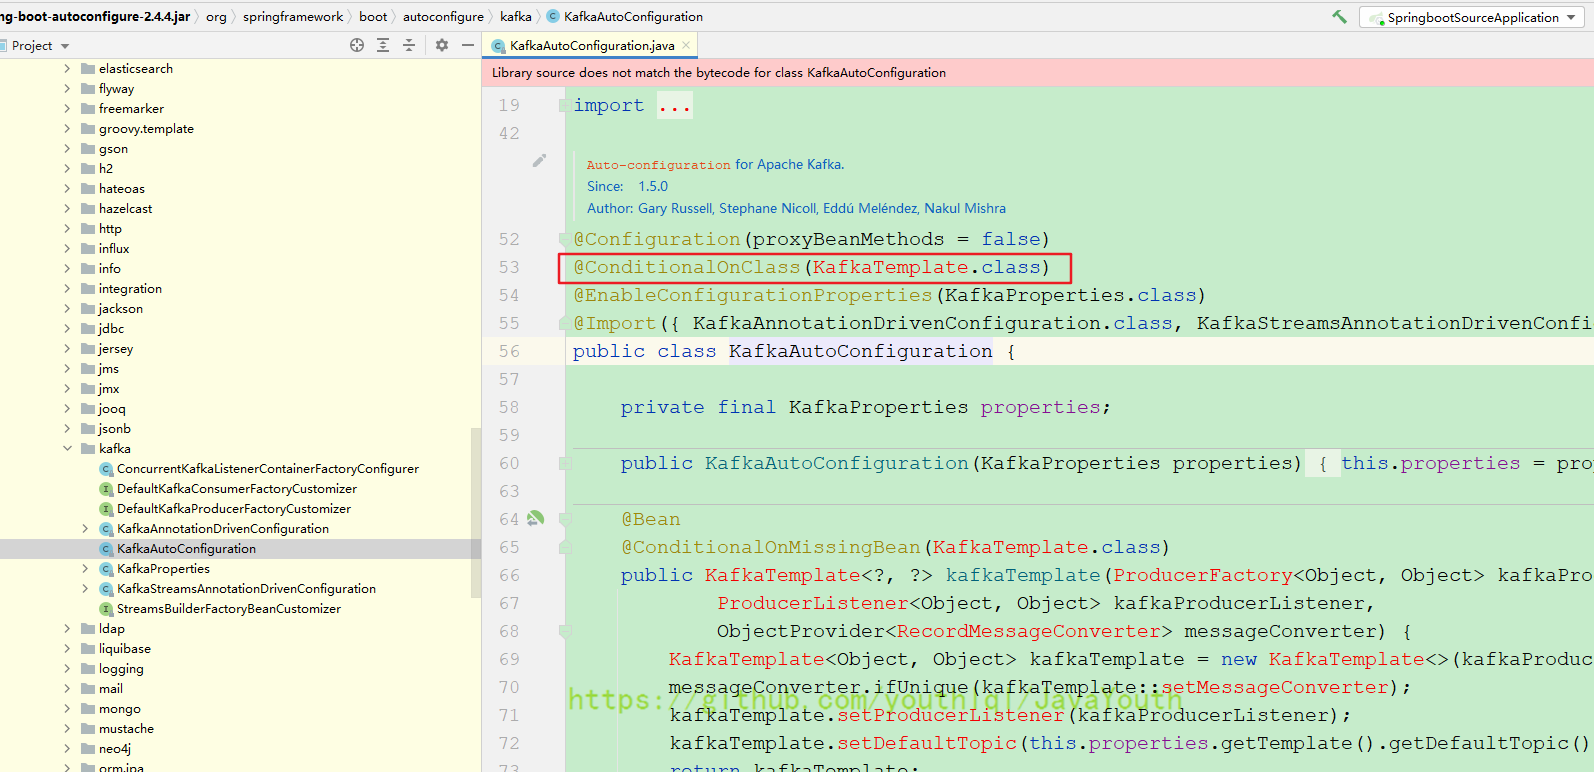 ng-boot-autoconfigure-2.4.4.jar org springframework boot autoconfigure kafka KafkaAutoConfiguration
SpringbootSourceApplication
Project
KafkaAutoConfiguration.java
elasticsearch
flyway
freemarker
groovy.template
gson
h2
hateoas
hazelcast
http
influx
info
integration
jackson
jdbc
jersey
jms
jmx
jooq
jsonb
kafka
ConcurrentKafkaListenerContainerFactoryConfigurer
DefaultKafkaConsumerFactoryCustomizer
DefaultKafkaProducerFactoryCustomizer
KafkaAnnotationDrivenConfiguration
KafkaAutoConfiguration
KafkaProperties
KafkaStreamsAnnotationDrivenConfiguration
StreamsBuilderFactoryBeanCustomizer
ldap
liquibase
logging
mail
mongo
mustache
neo4j
orm.jpa
Library source does not match the bytecode for class KafkaAutoConfiguration
19 import ...
42
Auto-configuration for Apache Kafka.
Since: 1.5.0
Author: Gary Russell, Stephane Nicoll, Eddú Meléndez, Nakul Mishra
52 @Configuration(proxyBeanMethods = false)
53 @ConditionalOnClass(KafkaTemplate.class)
54 @EnableConfigurationProperties(KafkaProperties.class)
55 @Import({ KafkaAnnotationDrivenConfiguration.class, KafkaStreamsAnnotationDrivenConfi
56 public class KafkaAutoConfiguration {
57
58 private final KafkaProperties properties;
59
60 public KafkaAutoConfiguration(KafkaProperties properties) { this.properties = prop
63
64 @Bean
65 @ConditionalOnMissingBean(KafkaTemplate.class)
66 public KafkaTemplate<?, ?> kafkaTemplate(ProducerFactory<Object, Object> kafkaPro
67 ProducerListener<Object, Object> kafkaProducerListener,
68 ObjectProvider<RecordMessageConverter> messageConverter) {
69 KafkaTemplate<Object, Object> kafkaTemplate = new KafkaTemplate<>(kafkaProduc
70 messageConverter.ifUnique(kafkaTemplate::setMessageConverter);
https://github.com/youthlql/JavaYouth
71 kafkaTemplate.setProducerListener(kafkaProducerListener);
72 kafkaTemplate.setDefaultTopic(this.properties.getTemplate().getDefaultTopic()
73 return kafkaTemplate;